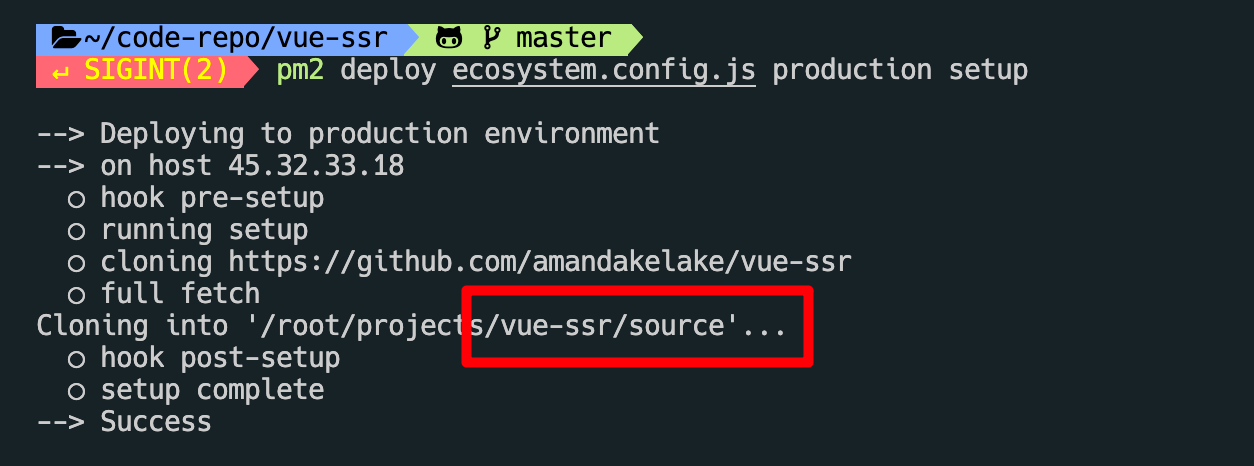 ~/code-repo/vue-ssr master
↵ SIGINT(2) pm2 deploy ecosystem.config.js production setup
--> Deploying to production environment
--> on host 45.32.33.18
○ hook pre-setup
○ running setup
○ cloning https://github.com/amandakelake/vue-ssr
○ full fetch
Cloning into '/root/projects/vue-ssr/source'...
○ hook post-setup
○ setup complete
--> Success